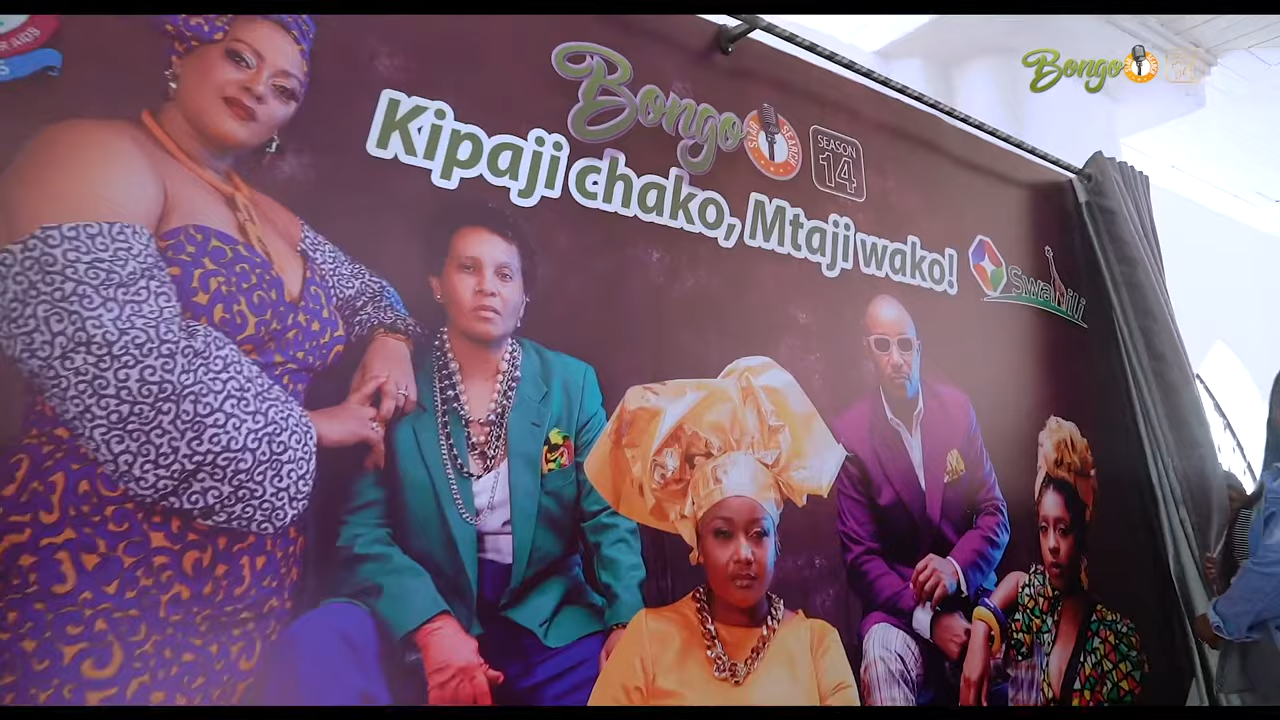 Bongo
STAR SEARCH
SEASON
14
Kipaji chako, Mtaji wako!
Swahili
Bongo